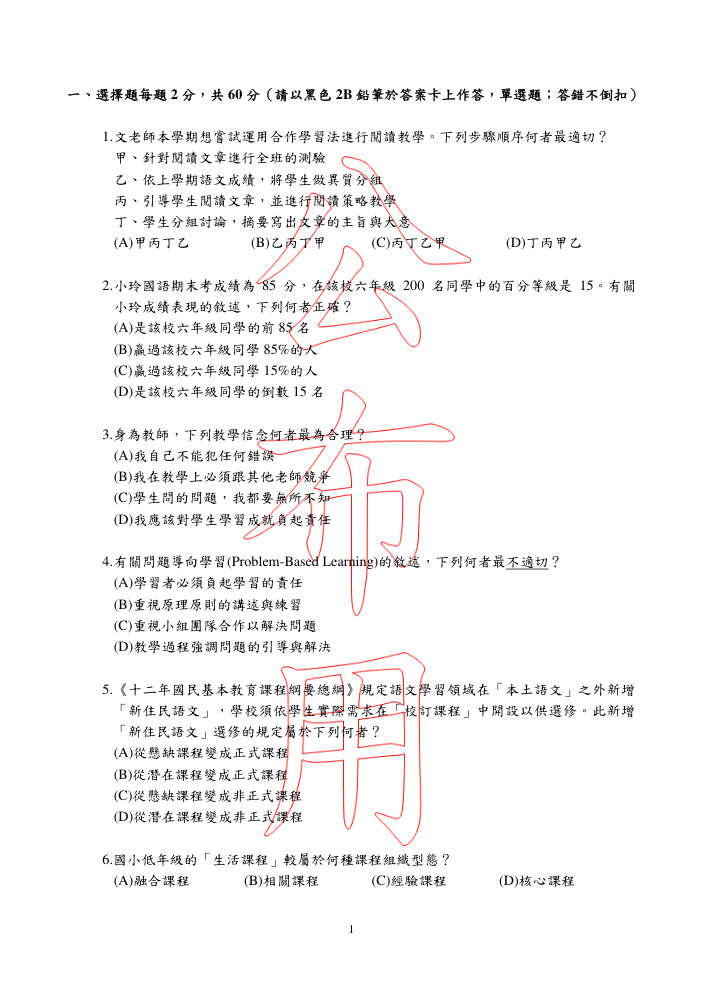 一、選擇題每題 2 分，共 60 分（請以黑色 2B 鉛筆於答案卡上作答，單選題；答錯不倒扣）
1.文老師本學期想嘗試運用合作學習法進行閱讀教學。下列步驟順序何者最適切？
甲、針對閱讀文章進行全班的測驗
乙、依上學期語文成績，將學生做異質分組
丙、引導學生閱讀文章，並進行閱讀策略教學
丁、學生分組討論，摘要寫出文章的主旨與大意
(A)甲丙丁乙 (B)乙丙丁甲 (C)丙丁乙甲 (D)丁丙甲乙
2.小玲國語期末考成績為 85 分，在該校六年級 200 名同學中的百分等級是 15。有關
小玲成績表現的敘述，下列何者正確？
(A)是該校六年級同學的前 85 名
(B)贏過該校六年級同學 85%的人
(C)贏過該校六年級同學 15%的人
(D)是該校六年級同學的倒數 15 名
3.身為教師，下列教學信念何者最為合理？
(A)我自己不能犯任何錯誤
(B)我在教學上必須跟其他老師競爭
(C)學生問的問題，我都要無所不知
(D)我應該對學生學習成就負起責任
4.有關問題導向學習(Problem-Based Learning)的敘述，下列何者最不適切？
(A)學習者必須負起學習的責任
(B)重視原理原則的講述與練習
(C)重視小組團隊合作以解決問題
(D)教學過程強調問題的引導與解決
5.《十二年國民基本教育課程綱要總綱》規定語文學習領域在「本土語文」之外新增
「新住民語文」，學校須依學生實際需求在「校訂課程」中開設以供選修。此新增
「新住民語文」選修的規定屬於下列何者？
(A)從懸缺課程變成正式課程
(B)從潛在課程變成正式課程
(C)從懸缺課程變成非正式課程
(D)從潛在課程變成非正式課程
6.國小低年級的「生活課程」較屬於何種課程組織型態？
(A)融合課程 (B)相關課程 (C)經驗課程 (D)核心課程
1
公布用